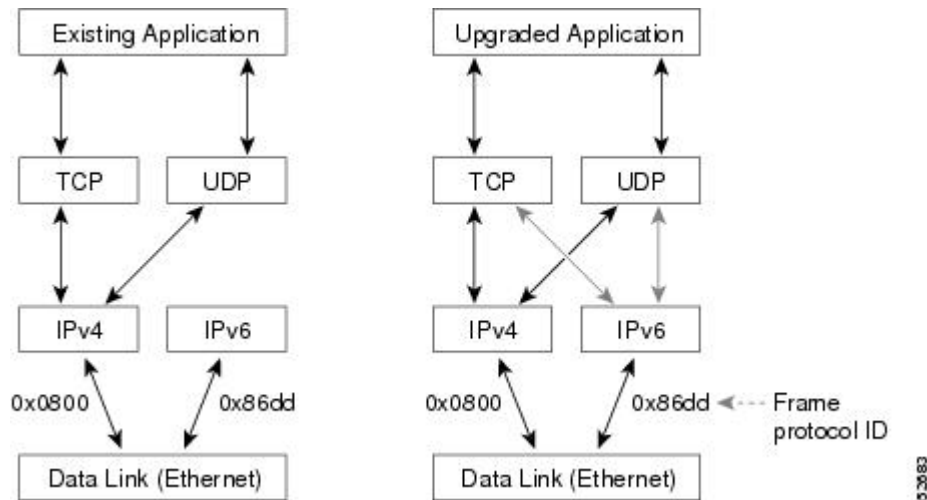 Existing Application
Upgraded Application
TCP
UDP
TCP
UDP
IPv4
IPv6
IPv4
IPv6
0x0800
0x86dd
0x0800
0x86dd
Frame
protocol ID
Data Link (Ethernet)
Data Link (Ethernet)
52683